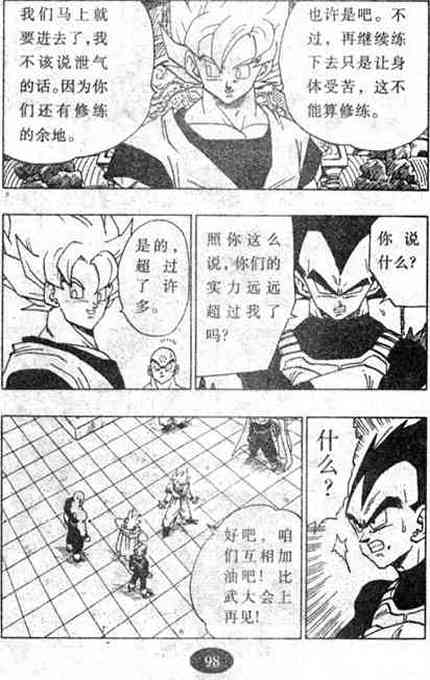 也许是吧。不
过，再继续练
下去只是让身
体受苦，这不
能算修练。
我们马上就
要进去了，我
不该说泄气
的话。因为你
们还有修练
的余地。
你说
什么？
照你这么
说，你们的
实力远远
超过我了
吗？
是的，
超过
了许
多。
什么？
好吧，咱
们互相加
油吧！比
武大会上
再见！
98